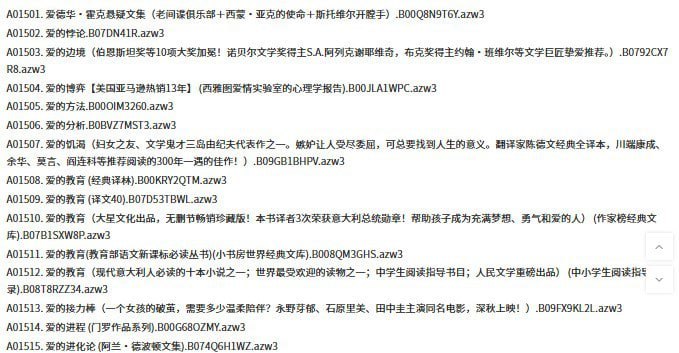 A01501. 爱德华·霍克悬疑文集（老间谍俱乐部＋西蒙·亚克的使命＋斯托维尔开膛手）.B00Q8N9T6Y.azw3
A01502. 爱的悖论.B07DN41R.azw3
A01503. 爱的边境（伯恩斯坦奖等10项大奖加冕！诺贝尔文学奖得主S.A.阿列克谢耶维奇，布克奖得主约翰·班维尔等文学巨匠挚爱推荐。）.B0792CX7
R8.azw3
A01504. 爱的博弈【美国亚马逊热销13年】 (西雅图爱情实验室的心理学报告).B00JLA1WPC.azw3
A01505. 爱的方法.B00OIM3260.azw3
A01506. 爱的分析.B0BVZ7MST3.azw3
A01507. 爱的饥渴（妇女之友、文学鬼才三岛由纪夫代表作之一。嫉妒让人受尽委屈，可总要找到人生的意义。翻译家陈德文经典全译本，川端康成、
余华、莫言、阎连科等推荐阅读的300年一遇的佳作！）.B09GB1BHPV.azw3
A01508. 爱的教育 (经典译林).B00KRY2QTM.azw3
A01509. 爱的教育 (译文40).B07D53TBWL.azw3
A01510. 爱的教育（大星文化出品，无删节畅销珍藏版！本书译者3次荣获意大利总统勋章！帮助孩子成为充满梦想、勇气和爱的人） (作家榜经典文
库).B07B1SXW8P.azw3
A01511. 爱的教育(教育部语文新课标必读丛书)(小书房世界经典文库).B008QM3GHS.azw3
A01512. 爱的教育（现代意大利人必读的十本小说之一；世界最受欢迎的读物之一；中学生阅读指导书目；人民文学重磅出品） (中小学生阅读指导
录).B08T8RZZ34.azw3
A01513. 爱的接力棒（一个女孩的破茧，需要多少温柔陪伴？永野芽郁、石原里美、田中圭主演同名电影，深秋上映！）.B09FX9KL2L.azw3
A01514. 爱的进程 (门罗作品系列).B00G68OZMY.azw3
A01515. 爱的进化论 (阿兰·德波顿文集).B074Q6H1WZ.azw3